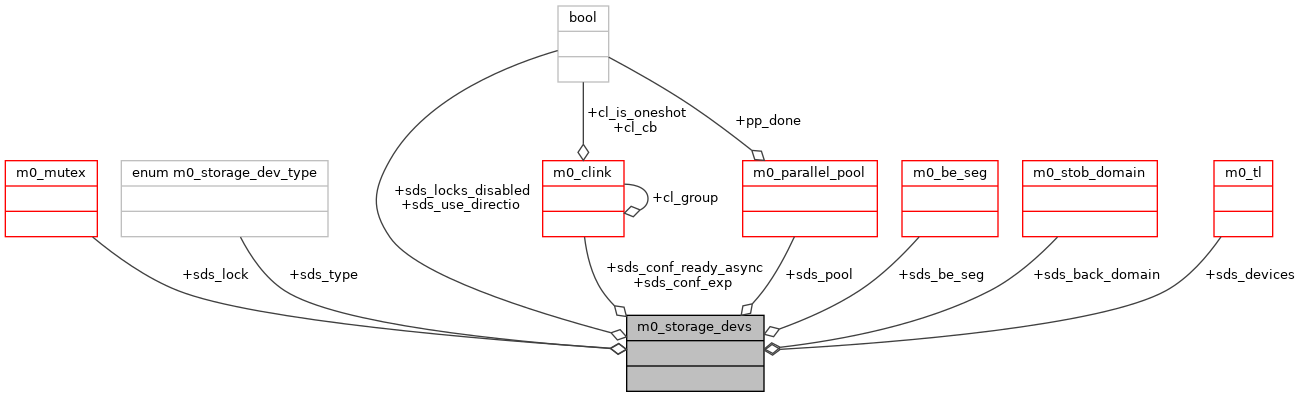 bool
+cl_is_oneshot
+cl_cb
+pp_done
m0_mutex
enum m0_storage_dev_type
m0_clink
m0_parallel_pool
m0_be_seg
m0_stob_domain
m0_tl
+sds_locks_disabled
+sds_use_directio
+cl_group
+sds_lock
+sds_type
+sds_conf_ready_async
+sds_conf_exp
+sds_pool
+sds_be_seg
+sds_back_domain
+sds_devices
m0_storage_devs